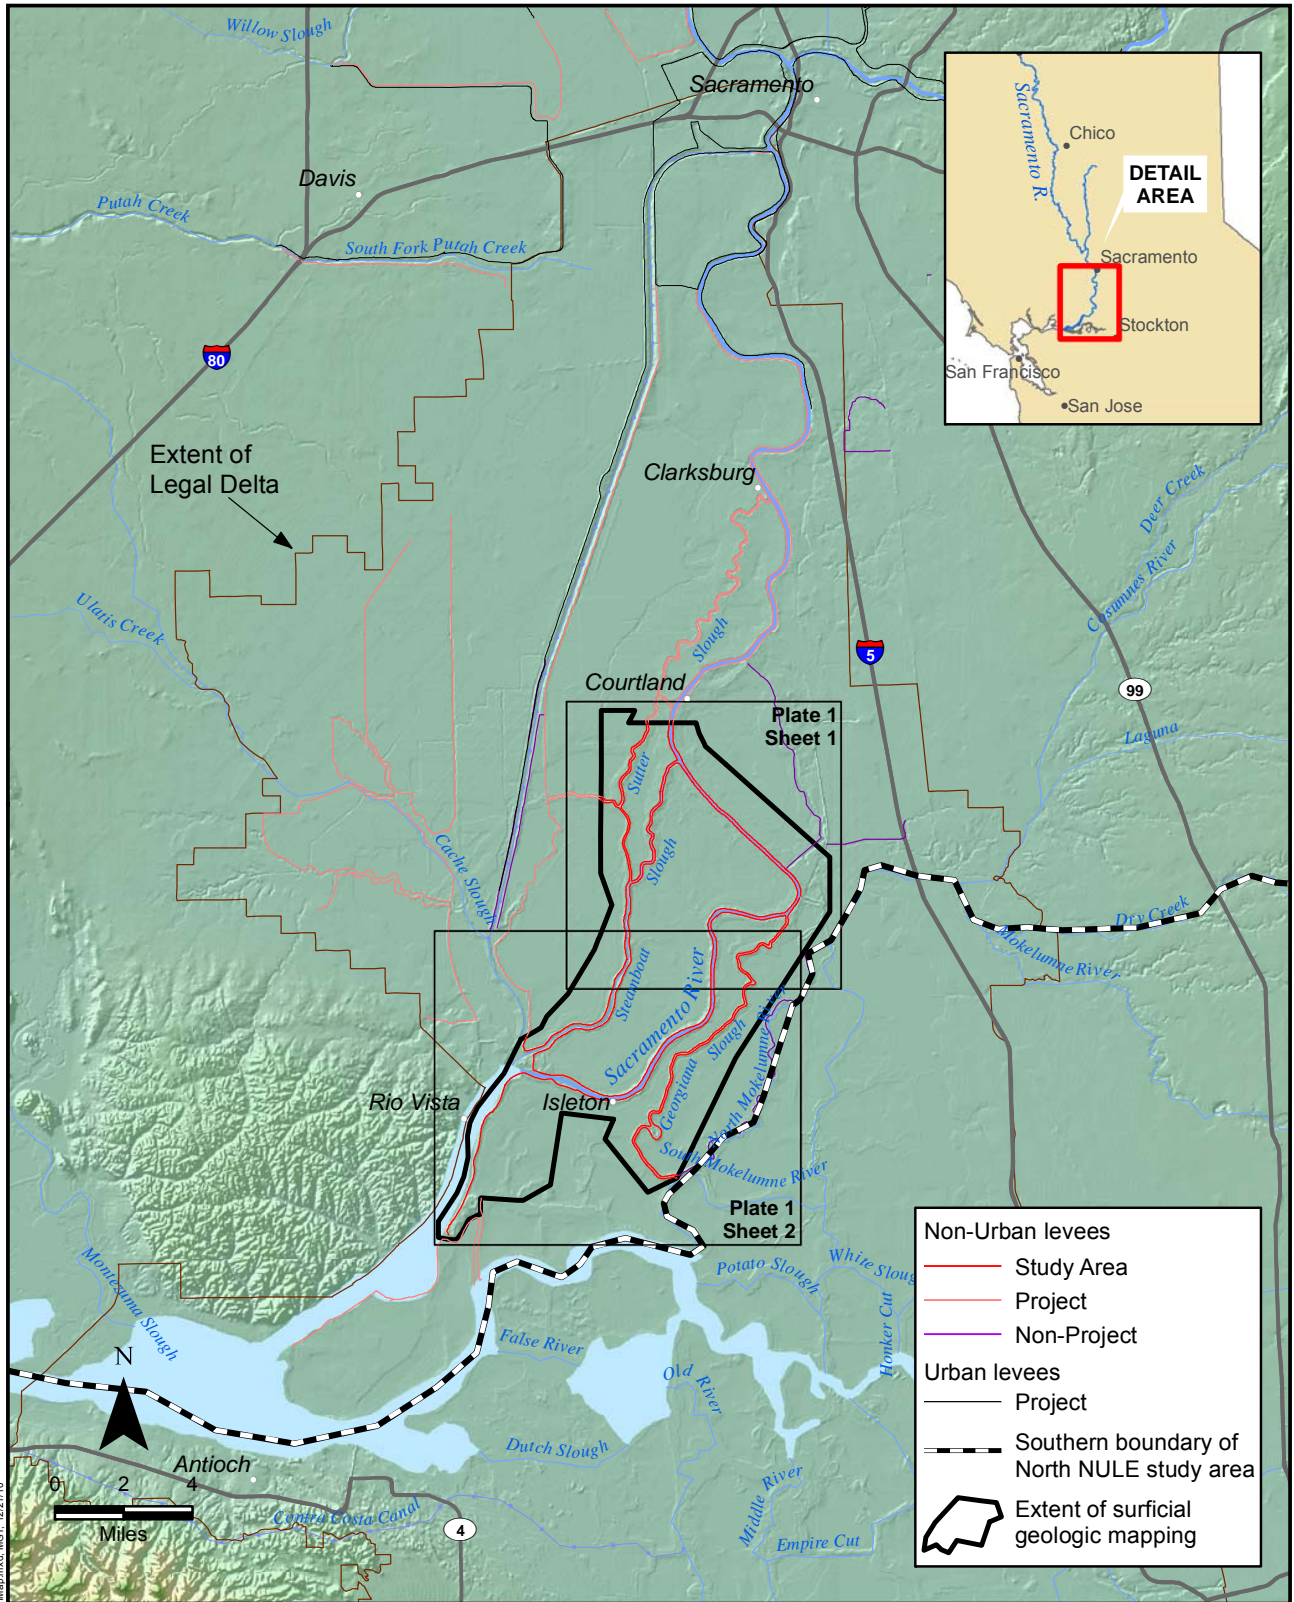 Willow Slough
Sacramento
Davis
Putah Creek
South Fork Putah Creek
80
Extent of
Legal Delta
Clarksburg
Ulatis Creek
Slough
Courtland
5
99
Deer Creek
Cosumnes River
Laguna
Plate 1
Sheet 1
Sutter
Slough
Cache Slough
Steamboat
Sacramento River
Slough
Georgiana
North Mokelumne River
South Mokelumne River
Dry Creek
Mokelumne River
Rio Vista
Isleton
Plate 1
Sheet 2
Montezuma Slough
Potato Slough
White Sloug
Honker Cut
False River
Old River
Dutch Slough
Middle River
Empire Cut
N
Antioch
0 2 4
Miles
Contra Costa Canal
4
Sacramento R.
Chico
DETAIL
AREA
Sacramento
Stockton
San Francisco
San Jose
Non-Urban levees
Study Area
Project
Non-Project
Urban levees
Project
Southern boundary of
North NULE study area
Extent of surficial
geologic mapping